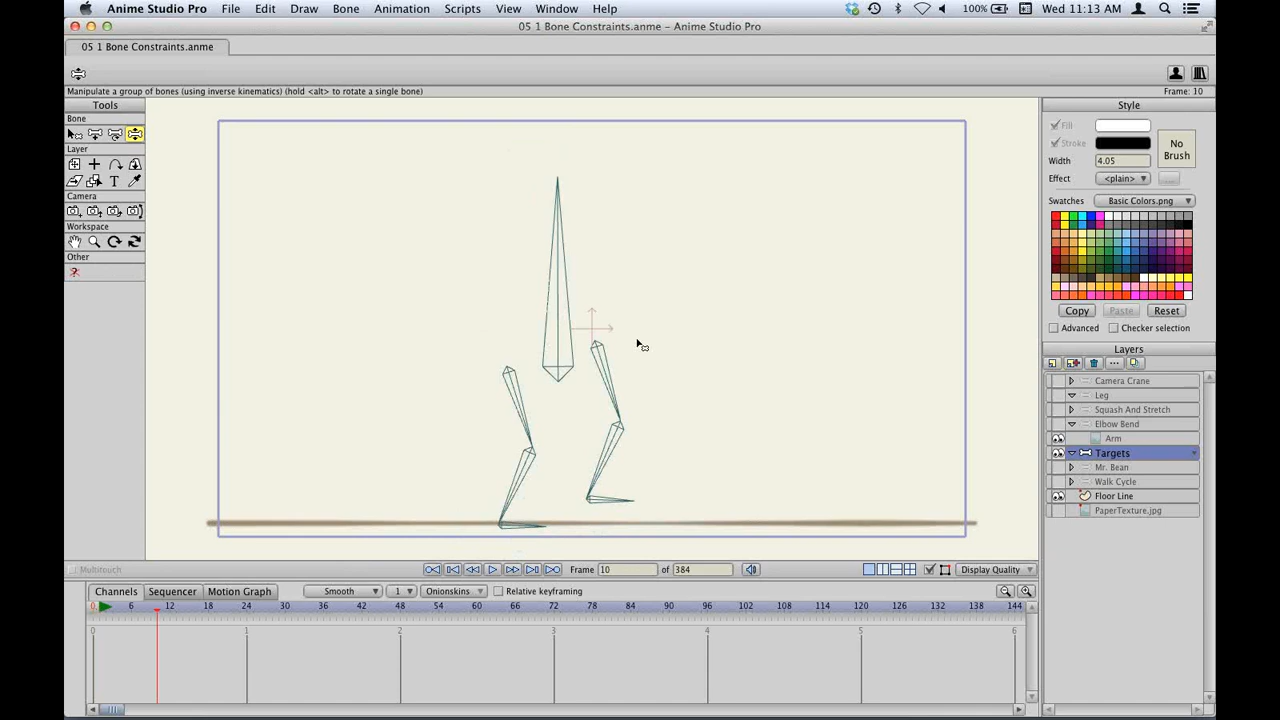 Anime Studio Pro File Edit Draw Bone Animation Scripts View Window Help 100% Wed 11:13 AM
05 1 Bone Constraints.anme - Anime Studio Pro
05 1 Bone Constraints.anme
Manipulate a group of bones (using inverse kinematics) (hold <alt> to rotate a single bone) Frame: 10
Tools
Bone
Layer
T
Camera
Workspace
Other
?
Style
Fill
Stroke
No Brush
Width 4.05
Effect <plain> ...
Swatches Basic Colors.png
Copy Paste Reset
Advanced Checker selection
Layers
Camera Crane
Leg
Squash And Stretch
Elbow Bend
Arm
Targets
Mr. Bean
Walk Cycle
Floor Line
PaperTexture.jpg
Multitouch Frame 10 of 384 Display Quality
Channels Sequencer Motion Graph Smooth 1 Onionskins Relative keyframing
0 6 12 18 24 30 36 42 48 54 60 66 72 78 84 90 96 102 108 114 120 126 132 138 144
0 1 2 3 4 5 6